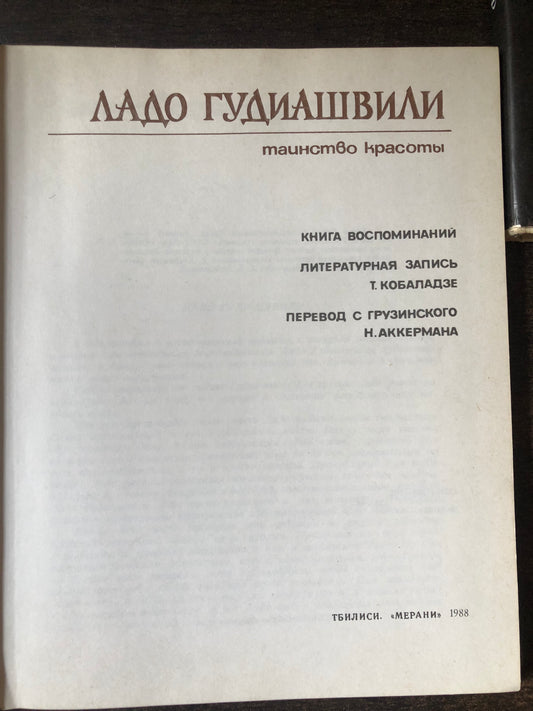 ЛАДО ГУДИАШВИЛИ
таинство красоты
КНИГА ВОСПОМИНАНИЙ
ЛИТЕРАТУРНАЯ ЗАПИСЬ
Т. КОБАЛАДЗЕ
ПЕРЕВОД С ГРУЗИНСКОГО
Н. АККЕРМАНА
ТБИЛИСИ. «МЕРАНИ» 1988